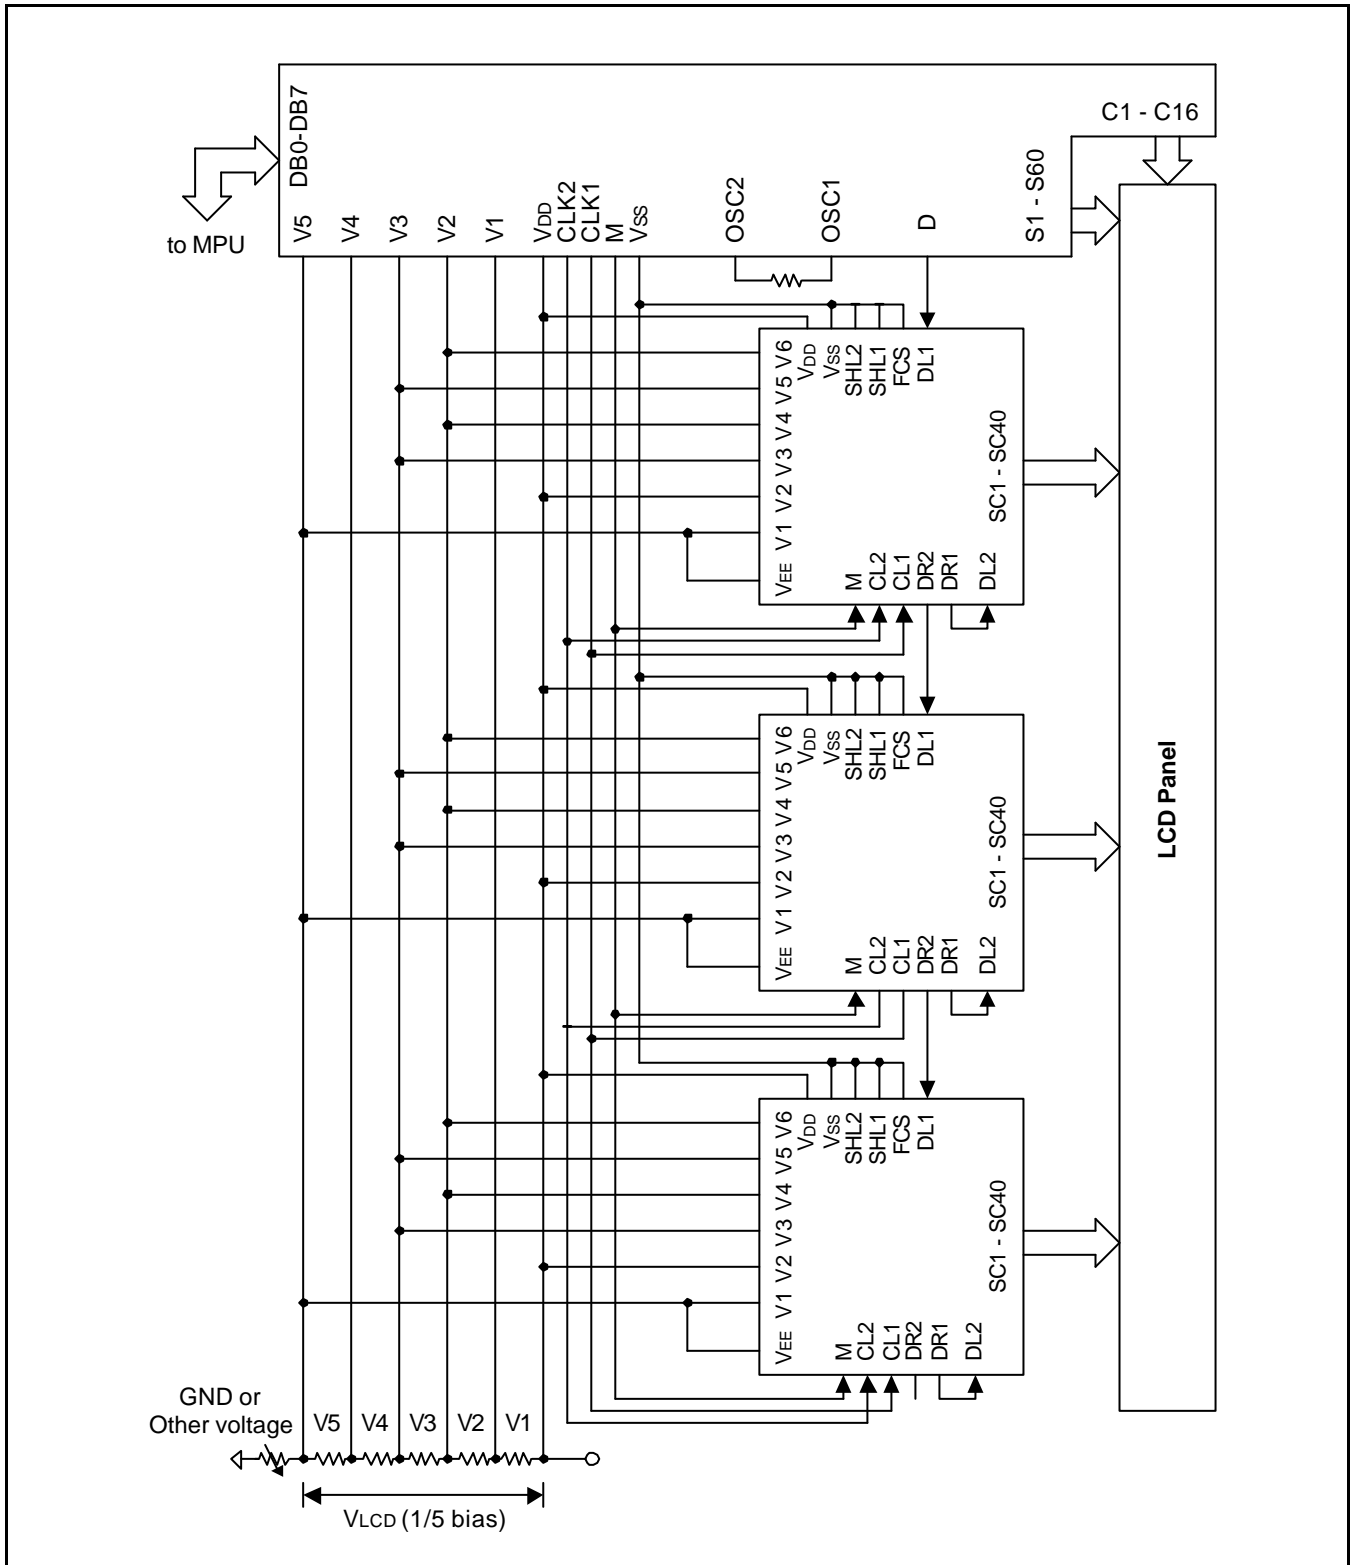 C1 - C16
DB0-DB7
S1 - S60
to MPU
V5
V4
V3
V2
V1
VDD
CLK2
CLK1
M
VSS
OSC2
OSC1
D
VDD
VSS
SHL2
SHL1
FCS
DL1
V6
V5
V4
V3
V2
V1
VEE
SC1 - SC40
M
CL2
CL1
DR2
DR1
DL2
VDD
VSS
SHL2
SHL1
FCS
DL1
V6
V5
V4
V3
V2
V1
VEE
SC1 - SC40
M
CL2
CL1
DR2
DR1
DL2
LCD Panel
VDD
VSS
SHL2
SHL1
FCS
DL1
V6
V5
V4
V3
V2
V1
VEE
SC1 - SC40
M
CL2
CL1
DR2
DR1
DL2
GND or
Other voltage
V5
V4
V3
V2
V1
VLCD (1/5 bias)